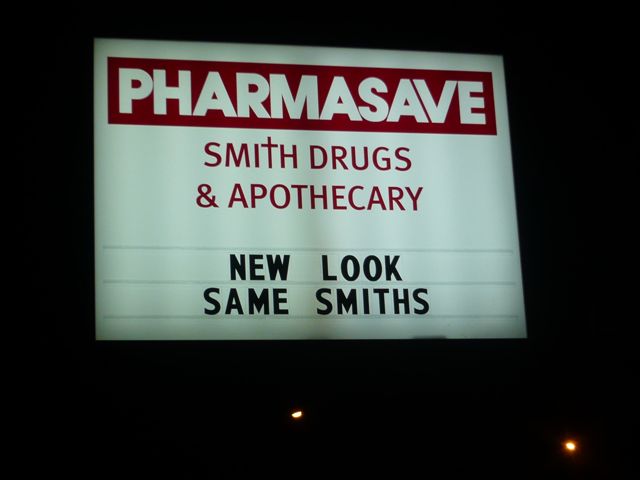 PHARMASAVE
SMITH DRUGS
& APOTHECARY
NEW LOOK
SAME SMITHS